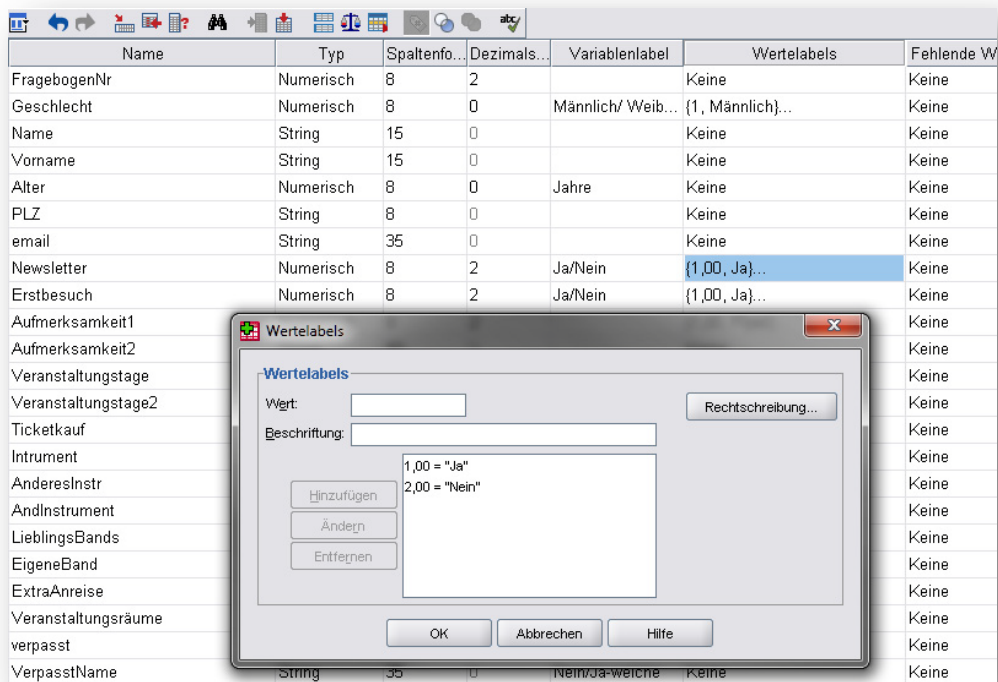 Name Typ Spaltenfo... Dezimals... Variablenlabel Wertelabels Fehlende W
FragebogenNr Numerisch 8 2 Keine Keine
Geschlecht Numerisch 8 0 Männlich/ Weib... {1, Männlich}... Keine
Name String 15 0 Keine Keine
Vorname String 15 0 Keine Keine
Alter Numerisch 8 0 Jahre Keine Keine
PLZ String 8 0 Keine Keine
email String 35 0 Keine Keine
Newsletter Numerisch 8 2 Ja/Nein {1,00, Ja}... Keine
Erstbesuch Numerisch 8 2 Ja/Nein {1,00, Ja}... Keine
Aufmerksamkeit1 Keine
Aufmerksamkeit2 Keine
Veranstaltungstage Keine
Veranstaltungstage2 Keine
Ticketkauf Keine
Intrument Keine
AnderesInstr Keine
AndInstrument Keine
LieblingsBands Keine
EigeneBand Keine
ExtraAnreise Keine
Veranstaltungsräume Keine
verpasst Keine
VerpasstName String 35 0 Nein/Ja-welche Keine Keine
Wertelabels
Wertelabels
Wert:
Rechtschreibung...
Beschriftung:
1,00 = "Ja"
2,00 = "Nein"
Hinzufügen
Ändern
Entfernen
OK Abbrechen Hilfe